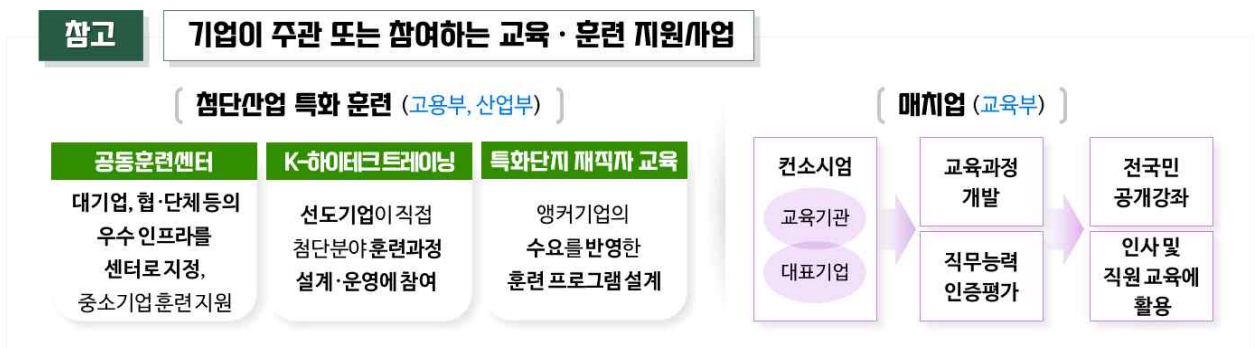 참고
기업이 주관 또는 참여하는 교육·훈련 지원사업
첨단산업 특화 훈련 (고용부, 산업부)
공동훈련센터
대기업, 협·단체 등의
우수 인프라를
센터로 지정,
중소기업 훈련 지원
K-하이테크 트레이닝
선도기업이 직접
첨단분야 훈련과정
설계·운영에 참여
특화단지 재직자 교육
앵커기업의
수요를 반영한
훈련 프로그램 설계
매치업 (교육부)
컨소시엄
교육기관
대표기업
교육과정
개발
직무능력
인증평가
전국민
공개강좌
인사 및
직원 교육에
활용